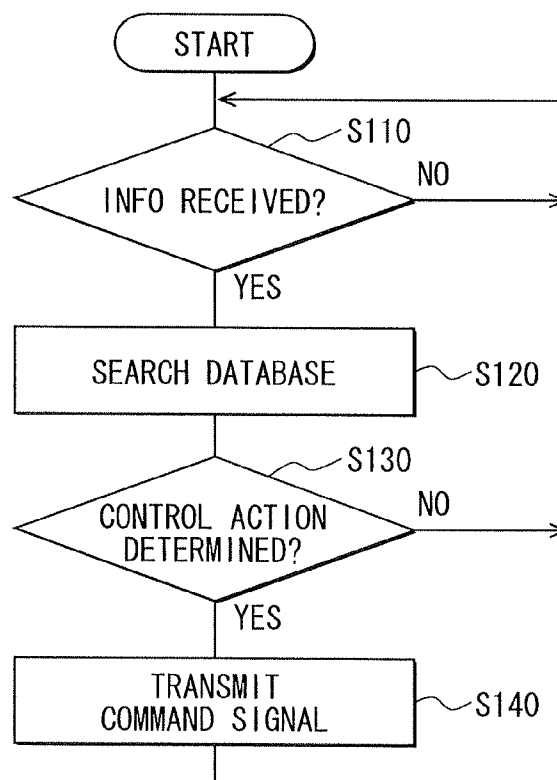 START
S110
INFO RECEIVED?
NO
YES
SEARCH DATABASE
S120
S130
CONTROL ACTION
DETERMINED?
NO
YES
TRANSMIT
COMMAND SIGNAL
S140